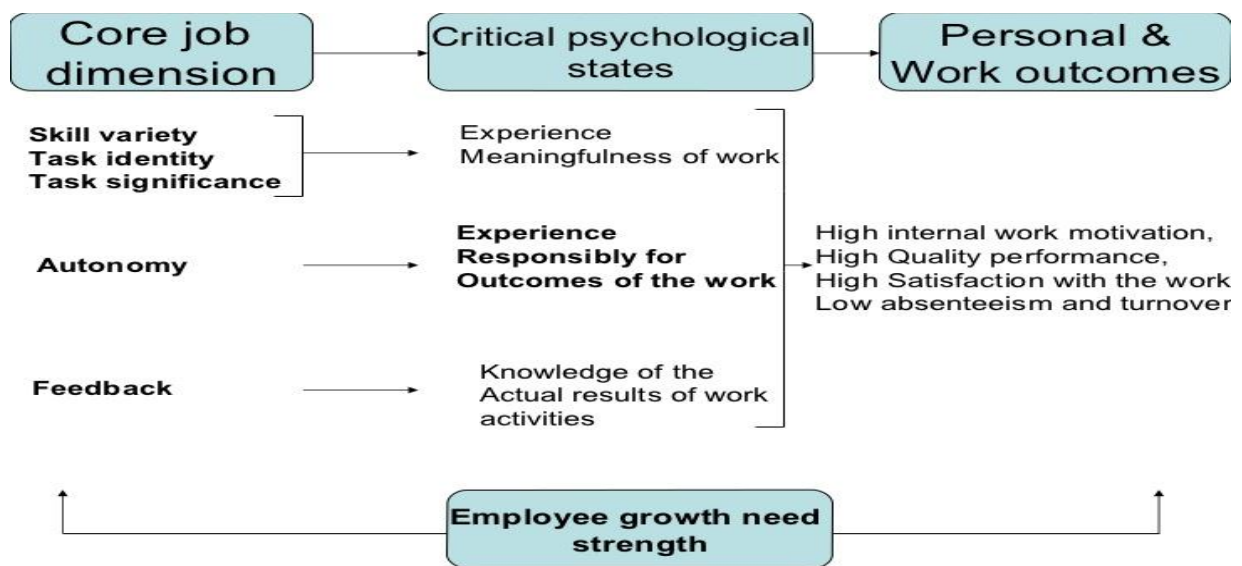 Core job
dimension
Critical psychological
states
Personal &
Work outcomes
Skill variety
Task identity
Task significance
Experience
Meaningfulness of work
Autonomy
Experience
Responsibly for
Outcomes of the work
High internal work motivation,
High Quality performance,
High Satisfaction with the work
Low absenteeism and turnover
Feedback
Knowledge of the
Actual results of work
activities
Employee growth need
strength